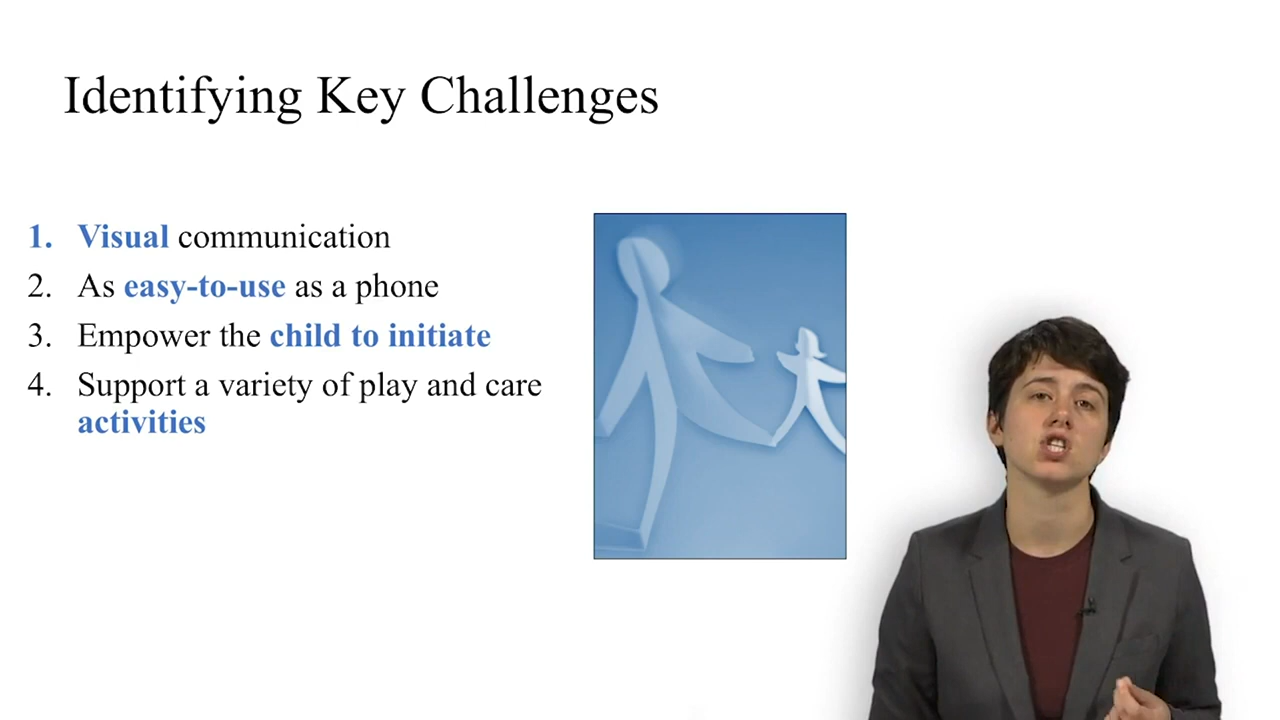 Identifying Key Challenges
1. Visual communication
2. As easy-to-use as a phone
3. Empower the child to initiate
4. Support a variety of play and care
activities